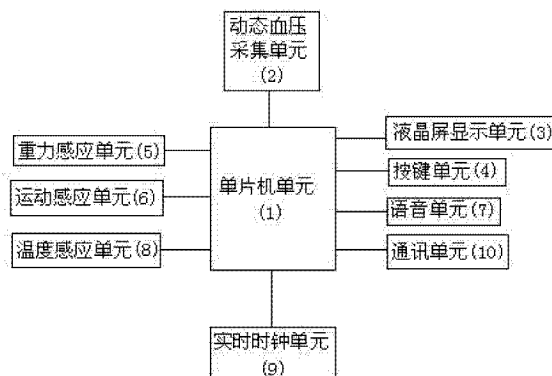 动态血压
采集单元
(2)
重力感应单元(5)
运动感应单元(6)
温度感应单元(8)
单片机单元
(1)
液晶屏显示单元(3)
按键单元(4)
语音单元(7)
通讯单元(10)
实时时钟单元
(9)